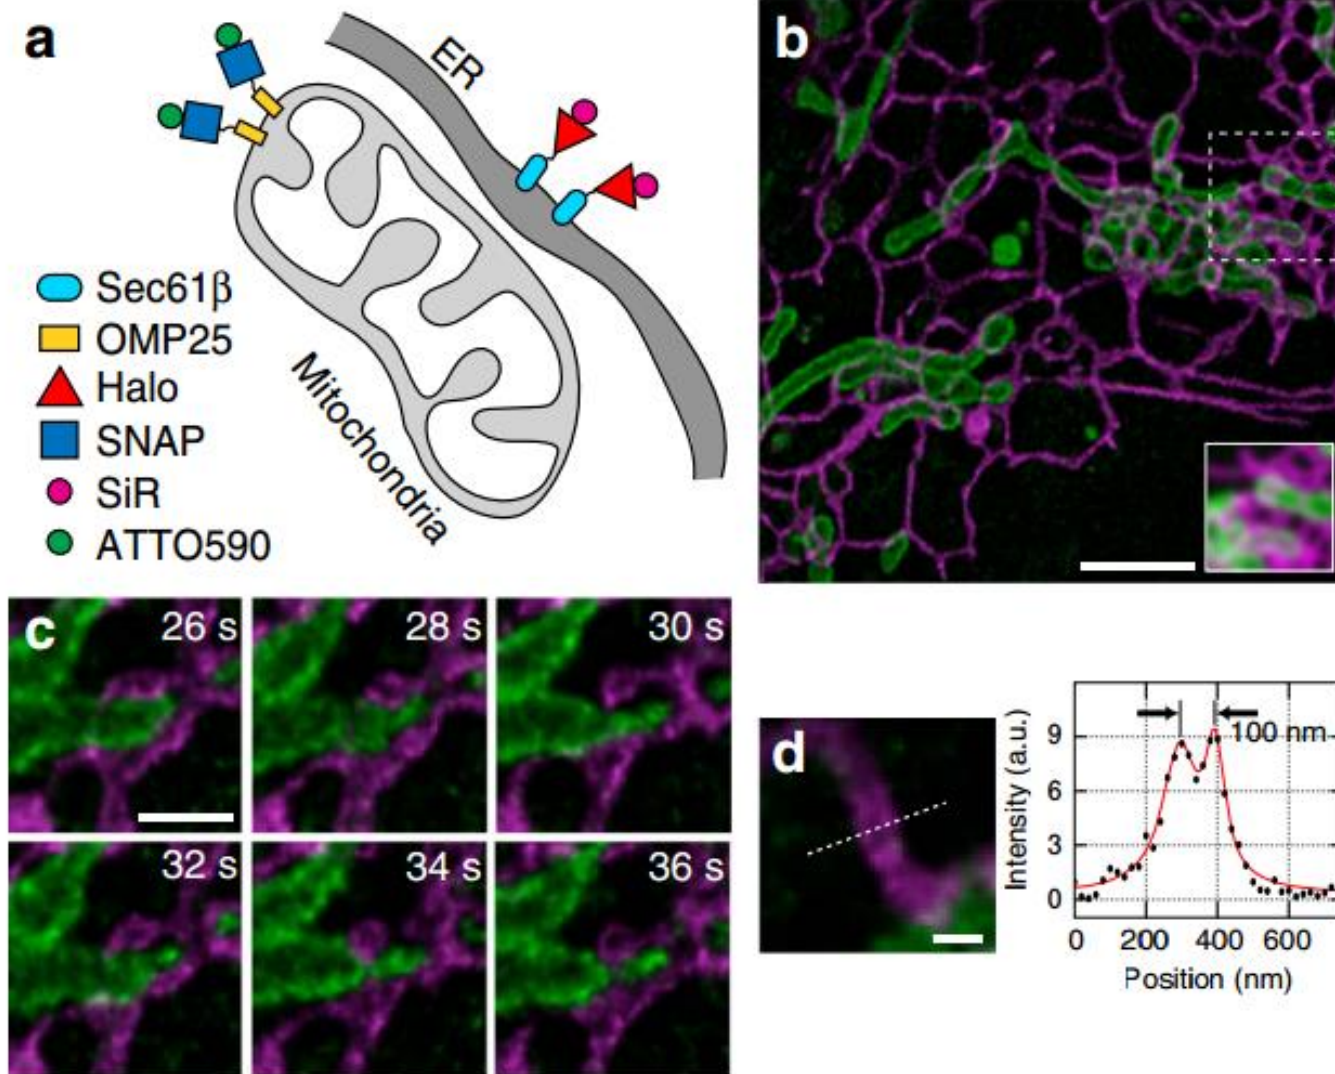 a
ER
Sec61β
OMP25
Halo
SNAP
SiR
ATTO590
Mitochondria
b
c
26 s
28 s
30 s
32 s
34 s
36 s
d
Intensity (a.u.)
9
6
3
0
100 nm
0 200 400 600
Position (nm)